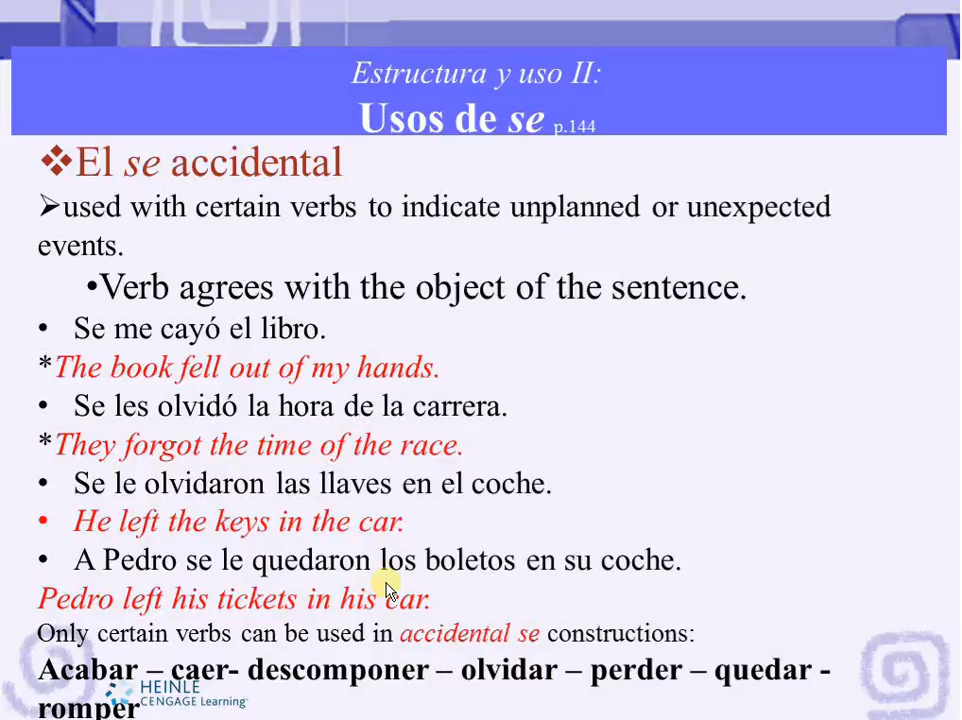 Estructura y uso II:
Usos de se p.144
❖El se accidental
➢used with certain verbs to indicate unplanned or unexpected
events.
•Verb agrees with the object of the sentence.
• Se me cayó el libro.
*The book fell out of my hands.
• Se les olvidó la hora de la carrera.
*They forgot the time of the race.
• Se le olvidaron las llaves en el coche.
• He left the keys in the car.
• A Pedro se le quedaron los boletos en su coche.
Pedro left his tickets in his car.
Only certain verbs can be used in accidental se constructions:
Acabar – caer- descomponer – olvidar – perder – quedar -
romper
HEINLE
CENGAGE Learning™